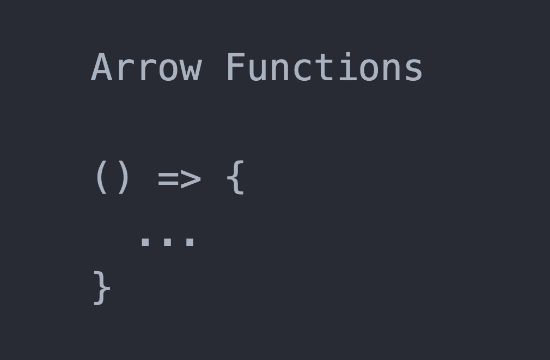 Arrow Functions
() => {
...
}